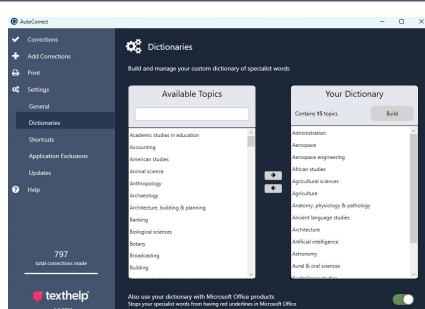 AutoCorrect
Corrections
Add Corrections
Print
Settings
General
Dictionaries
Shortcuts
Application Exclusions
Updates
Help
797
total corrections made
texthelp
Dictionaries
Build and manage your custom dictionary of specialist words
Available Topics
Academic studies in education
Accounting
American studies
Animal science
Anthropology
Archaeology
Architecture, building & planning
Banking
Biological sciences
Botany
Broadcasting
Building
Your Dictionary
Contains 15 topics
Build
Administration
Aerospace
Aerospace engineering
African studies
Agricultural sciences
Agriculture
Anatomy, physiology & pathology
Ancient language studies
Architecture
Artificial intelligence
Astronomy
Aural & oral sciences
Also use your dictionary with Microsoft Office products
Stops your specialist words from having red underlines in Microsoft Office